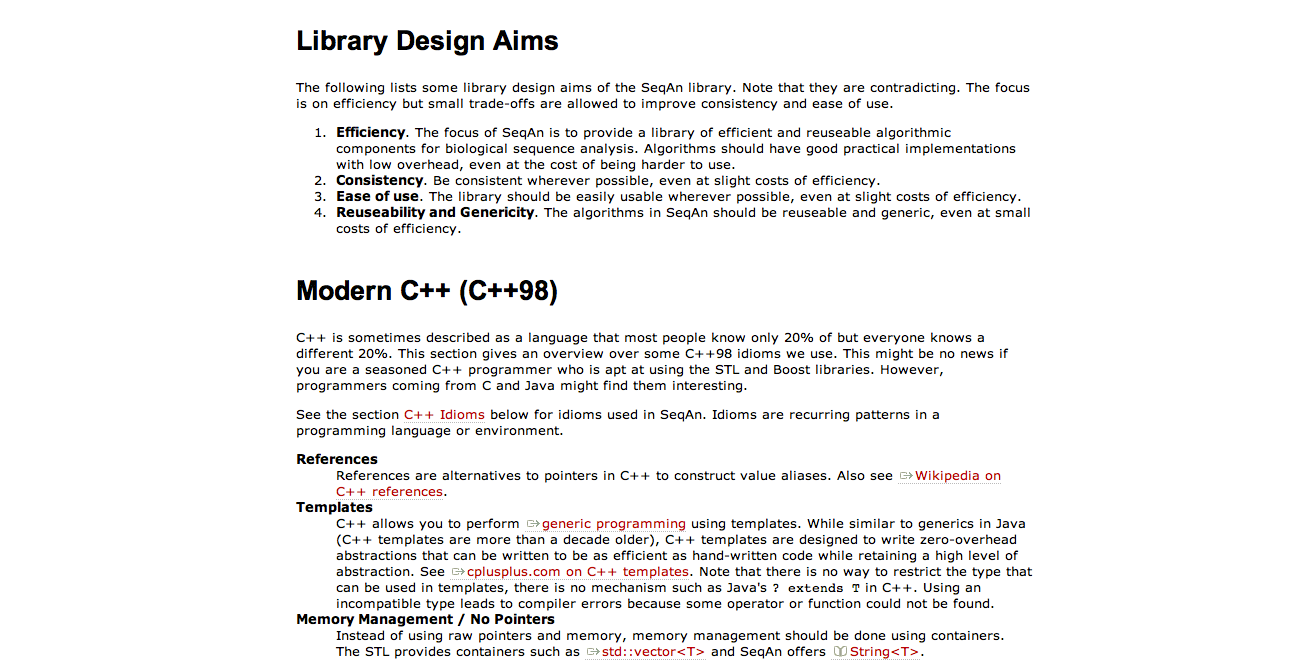 Library Design Aims
The following lists some library design aims of the SeqAn library. Note that they are contradicting. The focus
is on efficiency but small trade-offs are allowed to improve consistency and ease of use.
1. Efficiency. The focus of SeqAn is to provide a library of efficient and reuseable algorithmic
components for biological sequence analysis. Algorithms should have good practical implementations
with low overhead, even at the cost of being harder to use.
2. Consistency. Be consistent wherever possible, even at slight costs of efficiency.
3. Ease of use. The library should be easily usable wherever possible, even at slight costs of efficiency.
4. Reuseability and Genericity. The algorithms in SeqAn should be reuseable and generic, even at small
costs of efficiency.
Modern C++ (C++98)
C++ is sometimes described as a language that most people know only 20% of but everyone knows a
different 20%. This section gives an overview over some C++98 idioms we use. This might be no news if
you are a seasoned C++ programmer who is apt at using the STL and Boost libraries. However,
programmers coming from C and Java might find them interesting.
See the section C++ Idioms below for idioms used in SeqAn. Idioms are recurring patterns in a
programming language or environment.
References
References are alternatives to pointers in C++ to construct value aliases. Also see Wikipedia on
C++ references.
Templates
C++ allows you to perform generic programming using templates. While similar to generics in Java
(C++ templates are more than a decade older), C++ templates are designed to write zero-overhead
abstractions that can be written to be as efficient as hand-written code while retaining a high level of
abstraction. See cplusplus.com on C++ templates. Note that there is no way to restrict the type that
can be used in templates, there is no mechanism such as Java's ? extends T in C++. Using an
incompatible type leads to compiler errors because some operator or function could not be found.
Memory Management / No Pointers
Instead of using raw pointers and memory, memory management should be done using containers.
The STL provides containers such as std::vector<T> and SeqAn offers String<T>.